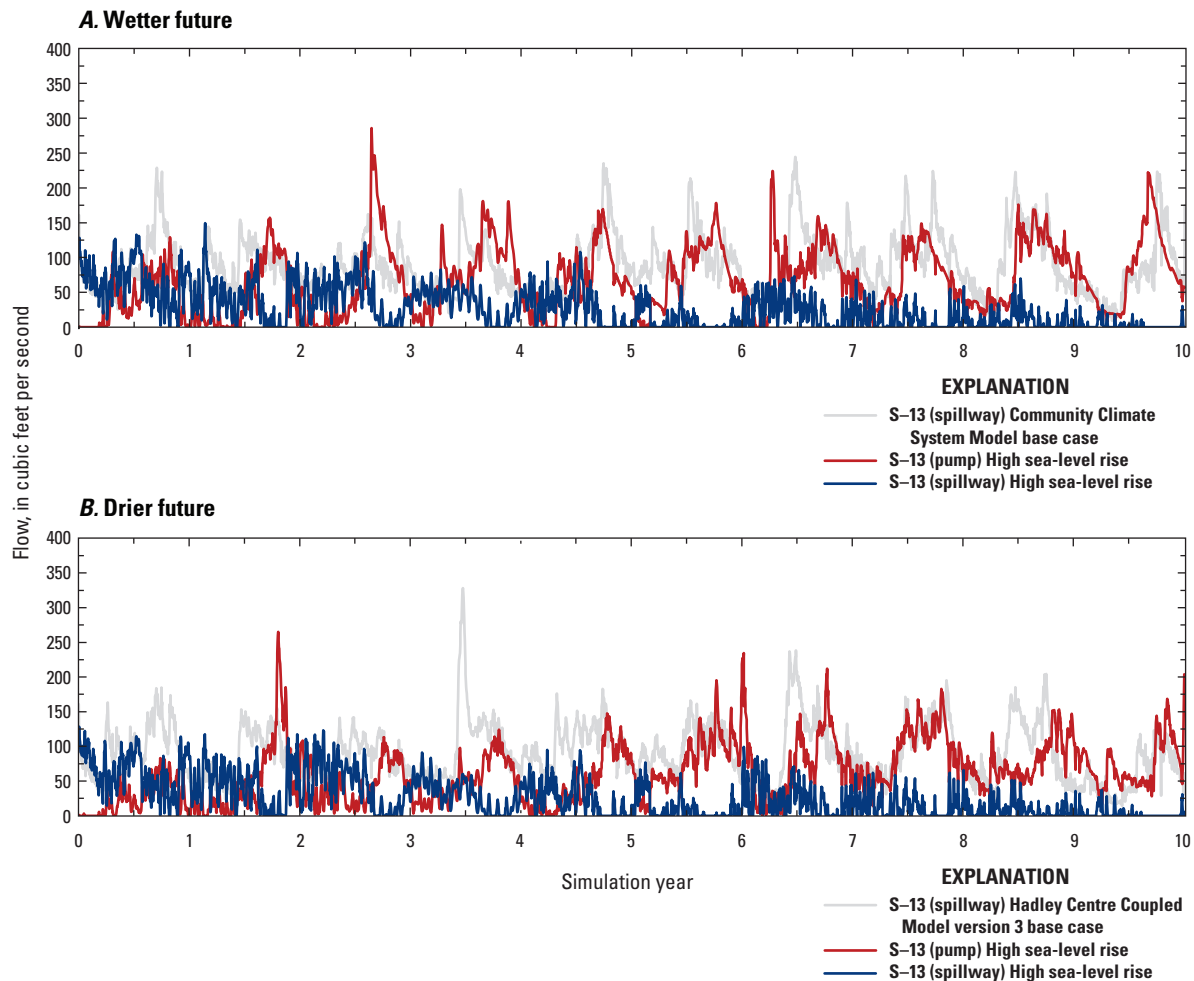 A. Wetter future
400
350
300
250
200
150
100
50
0
0 1 2 3 4 5 6 7 8 9 10
EXPLANATION
S–13 (spillway) Community Climate
System Model base case
S–13 (pump) High sea-level rise
S–13 (spillway) High sea-level rise
Flow, in cubic feet per second
B. Drier future
400
350
300
250
200
150
100
50
0
0 1 2 3 4 5 6 7 8 9 10
Simulation year
EXPLANATION
S–13 (spillway) Hadley Centre Coupled
Model version 3 base case
S–13 (pump) High sea-level rise
S–13 (spillway) High sea-level rise